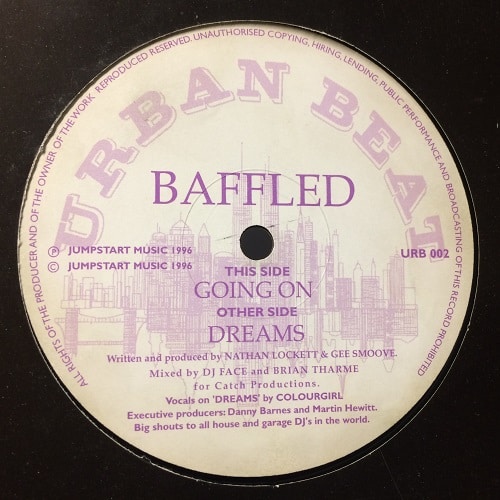 ALL RIGHTS OF THE PRODUCER AND OF THE OWNER OF THE WORK REPRODUCED RESERVED. UNAUTHORISED COPYING, HIRING, LENDING, PUBLIC PERFORMANCE AND BROADCASTING OF THIS RECORD PROHIBITED
URBAN BEAT
BAFFLED
Ⓟ JUMPSTART MUSIC 1996
© JUMPSTART MUSIC 1996
URB 002
THIS SIDE
GOING ON
OTHER SIDE
DREAMS
Written and produced by NATHAN LOCKETT & GEE SMOOVE.
Mixed by DJ FACE and BRIAN THARME
for Catch Productions.
Vocals on 'DREAMS' by COLOURGIRL
Executive producers: Danny Barnes and Martin Hewitt.
Big shouts to all house and garage DJ's in the world.